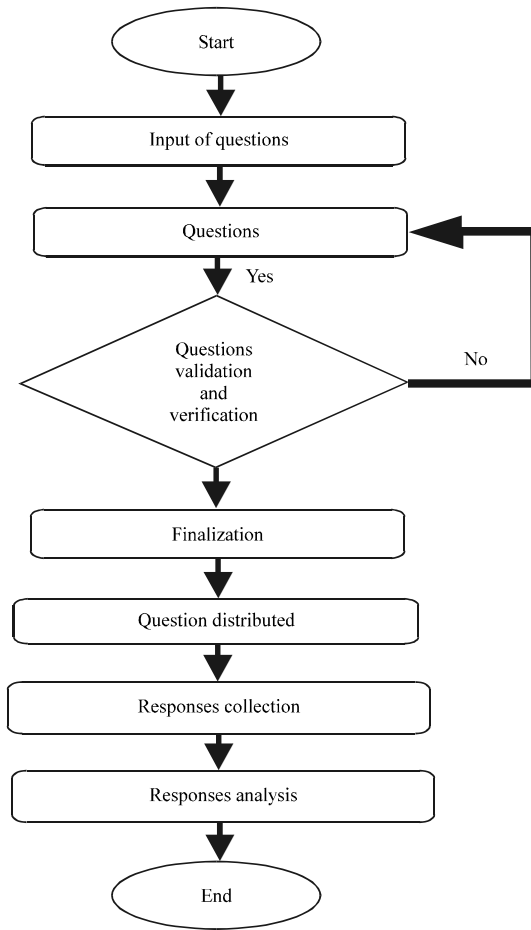 Start
Input of questions
Questions
Yes
Questions
validation
and
verification
No
Finalization
Question distributed
Responses collection
Responses analysis
End